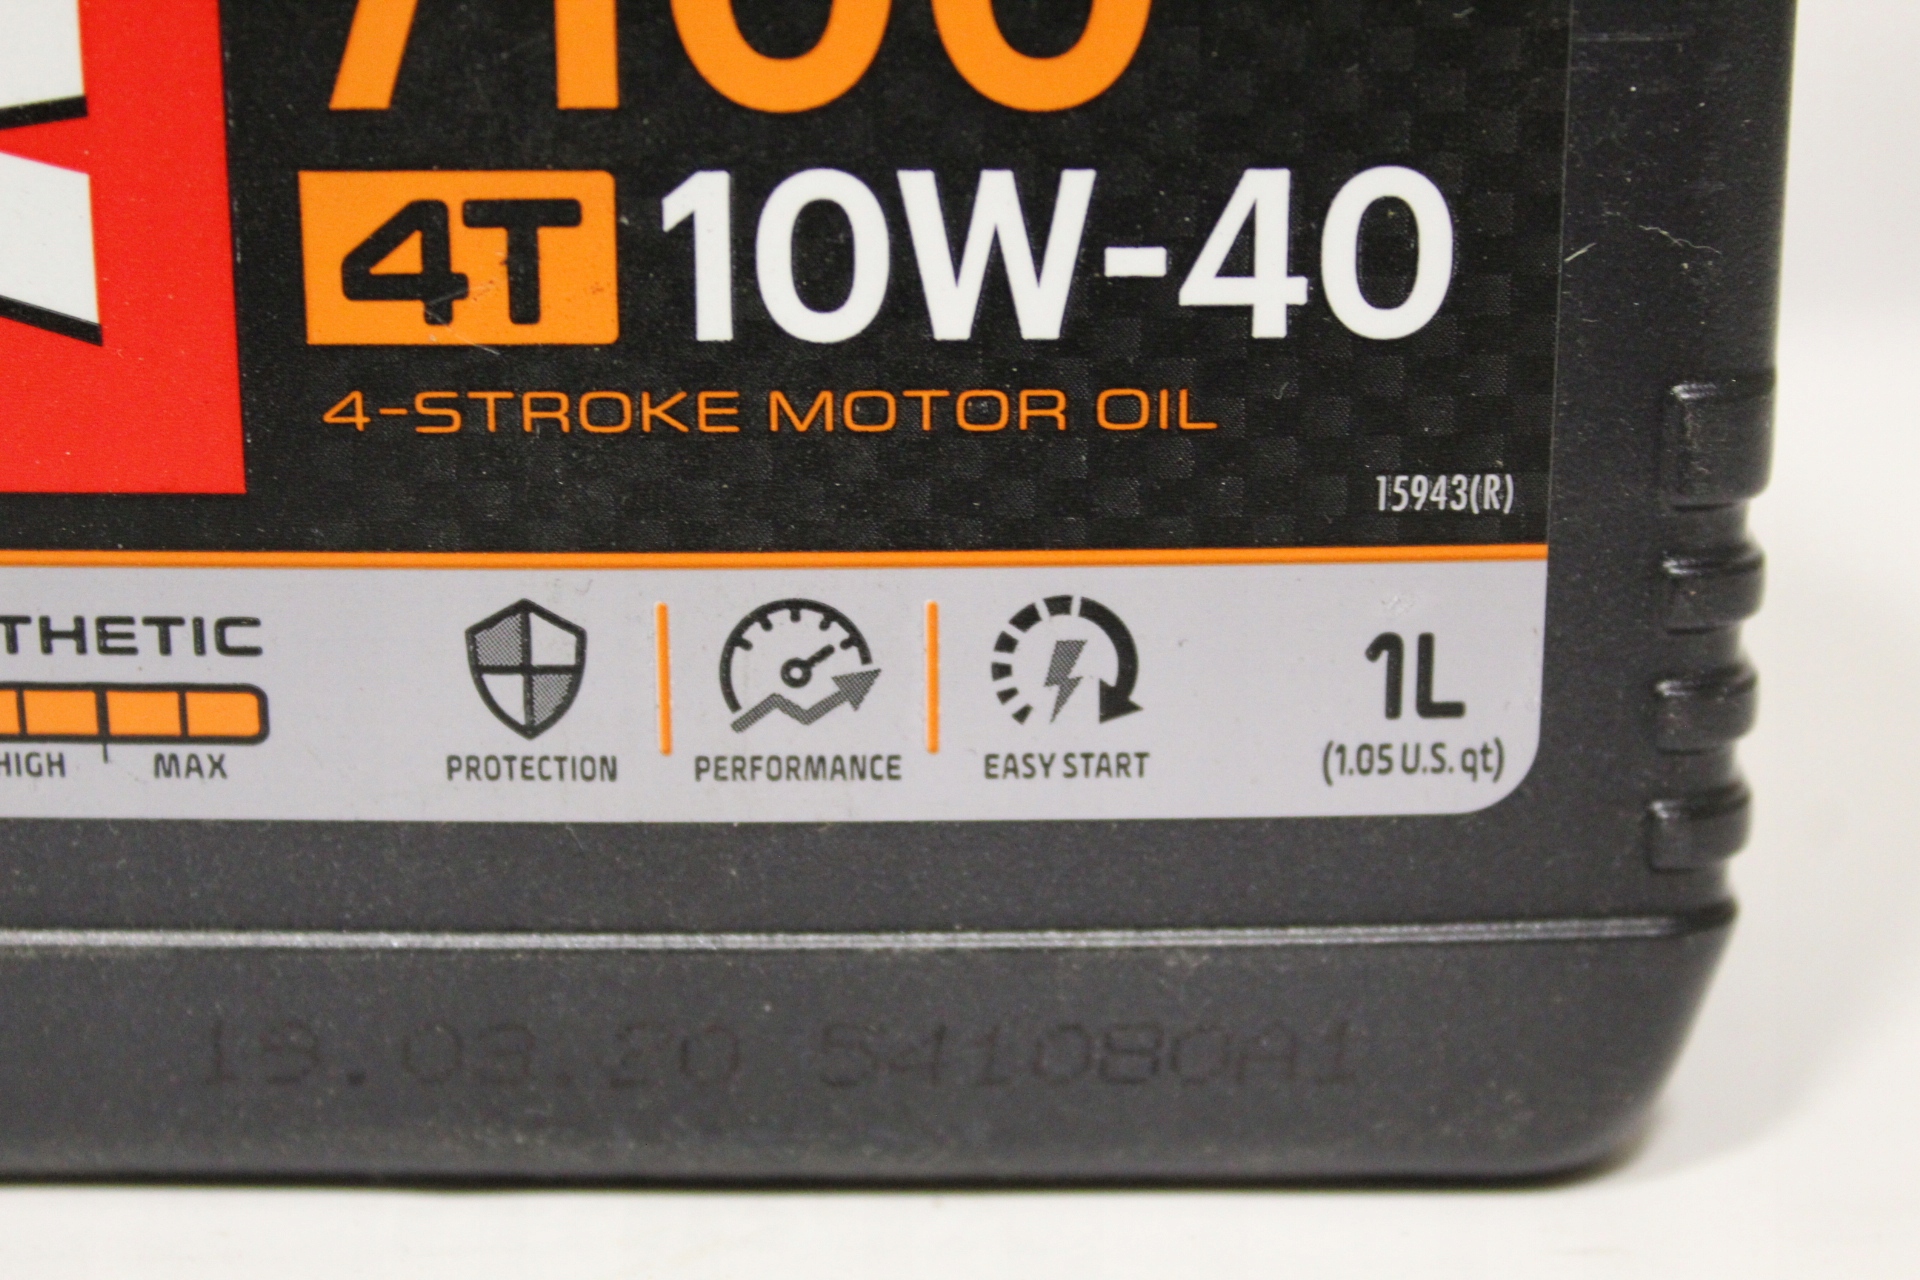 7100
4T 10W-40
4-STROKE MOTOR OIL
15943(R)
THETIC
HIGH MAX
PROTECTION
PERFORMANCE
EASY START
1L
(1.05 U.S. qt)
19.03.20 541080A1